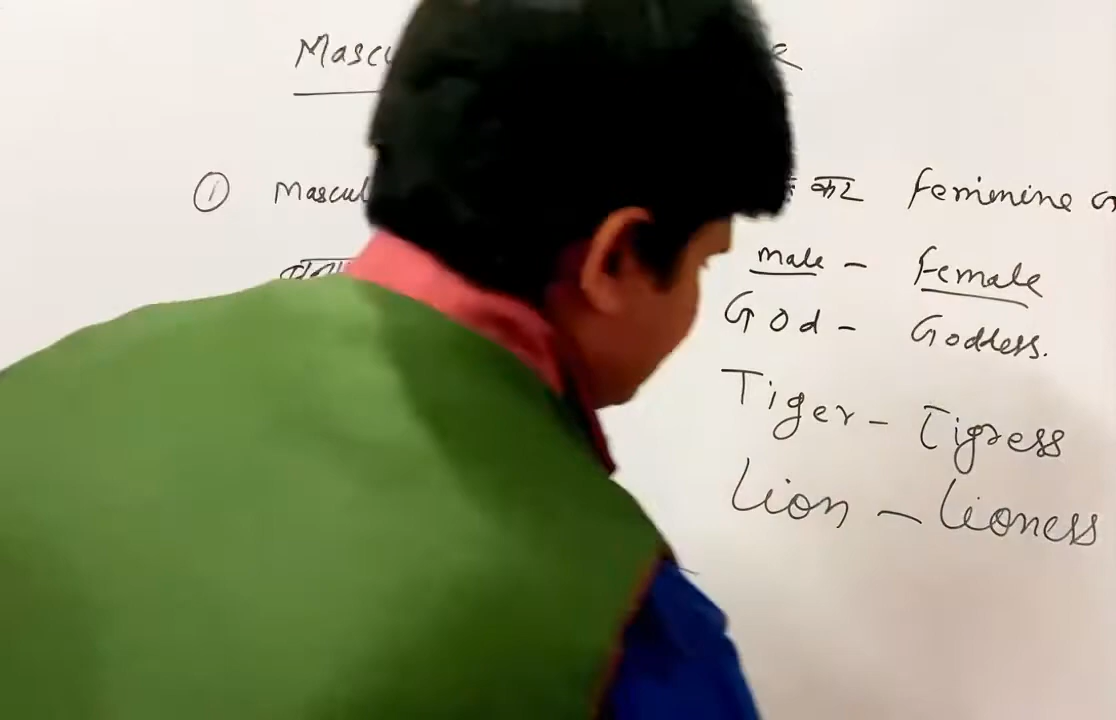 Mascu
① Mascul कर Feminine
male - Female
God - Goddess.
Tiger - Tigress
Lion - Lioness